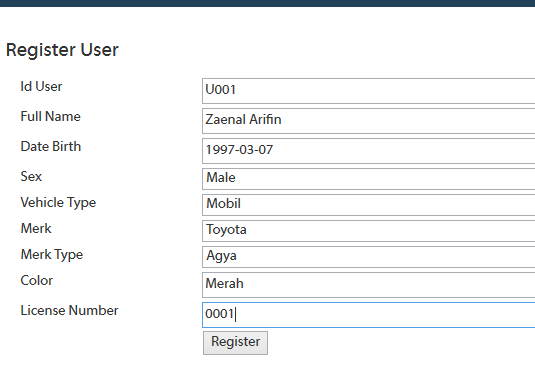 Register User
Id User U001
Full Name Zaenal Arifin
Date Birth 1997-03-07
Sex Male
Vehicle Type Mobil
Merk Toyota
Merk Type Agya
Color Merah
License Number 0001
Register